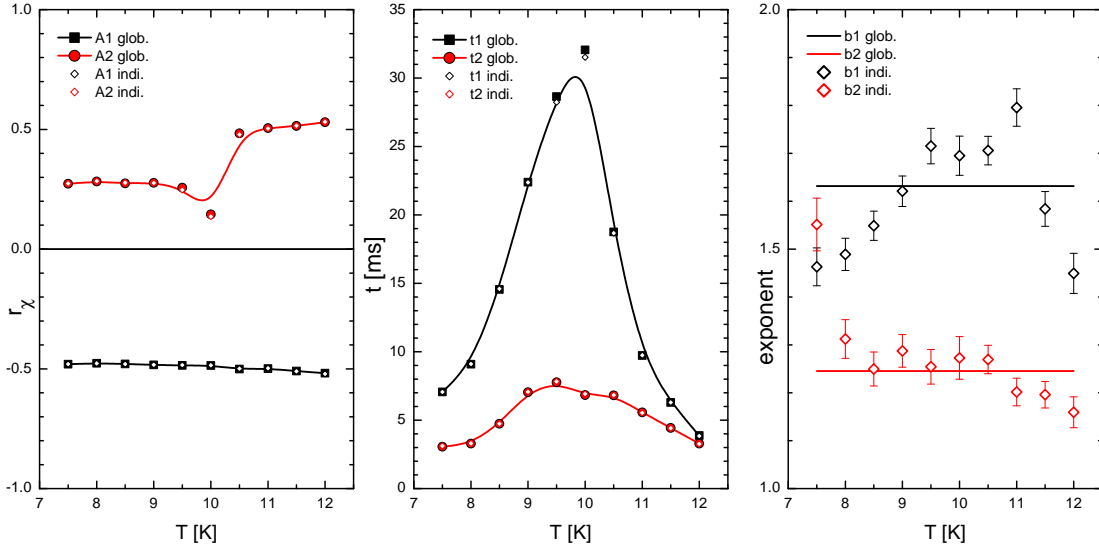 A1 glob.
A2 glob.
A1 indi.
A2 indi.
1.0
0.5
0.0
-0.5
-1.0
7 8 9 10 11 12
r_χ
T [K]
t1 glob.
t2 glob.
t1 indi.
t2 indi.
35
30
25
20
15
10
5
0
7 8 9 10 11 12
t [ms]
T [K]
b1 glob.
b2 glob.
b1 indi.
b2 indi.
2.0
1.5
1.0
7 8 9 10 11 12
exponent
T [K]